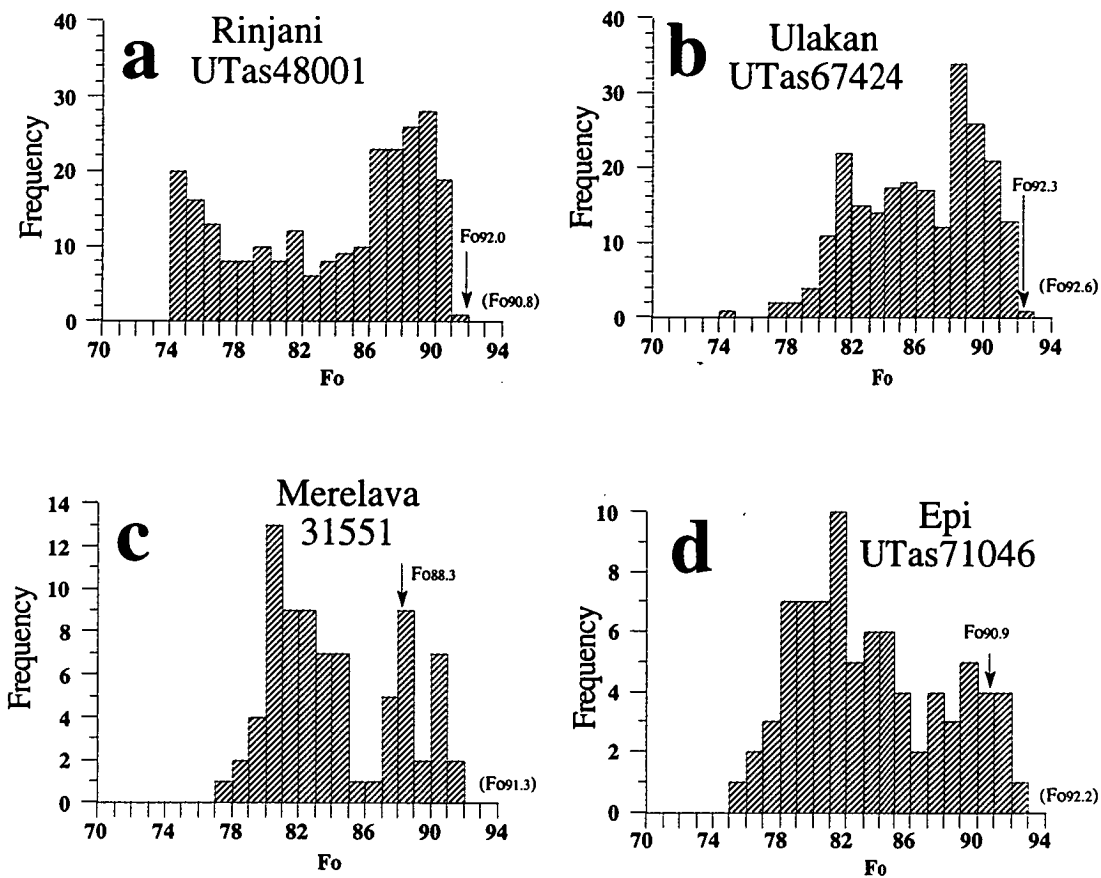 a
Rinjani
UTas48001
Frequency
40
30
20
10
0
Fo92.0
(Fo90.8)
70 74 78 82 86 90 94
Fo
b
Ulakan
UTas67424
Frequency
40
30
20
10
0
Fo92.3
(Fo92.6)
70 74 78 82 86 90 94
Fo
c
Merelava
31551
Frequency
14
12
10
8
6
4
2
0
Fo88.3
(Fo91.3)
70 74 78 82 86 90 94
Fo
d
Epi
UTas71046
Frequency
10
8
6
4
2
0
Fo90.9
(Fo92.2)
70 74 78 82 86 90 94
Fo